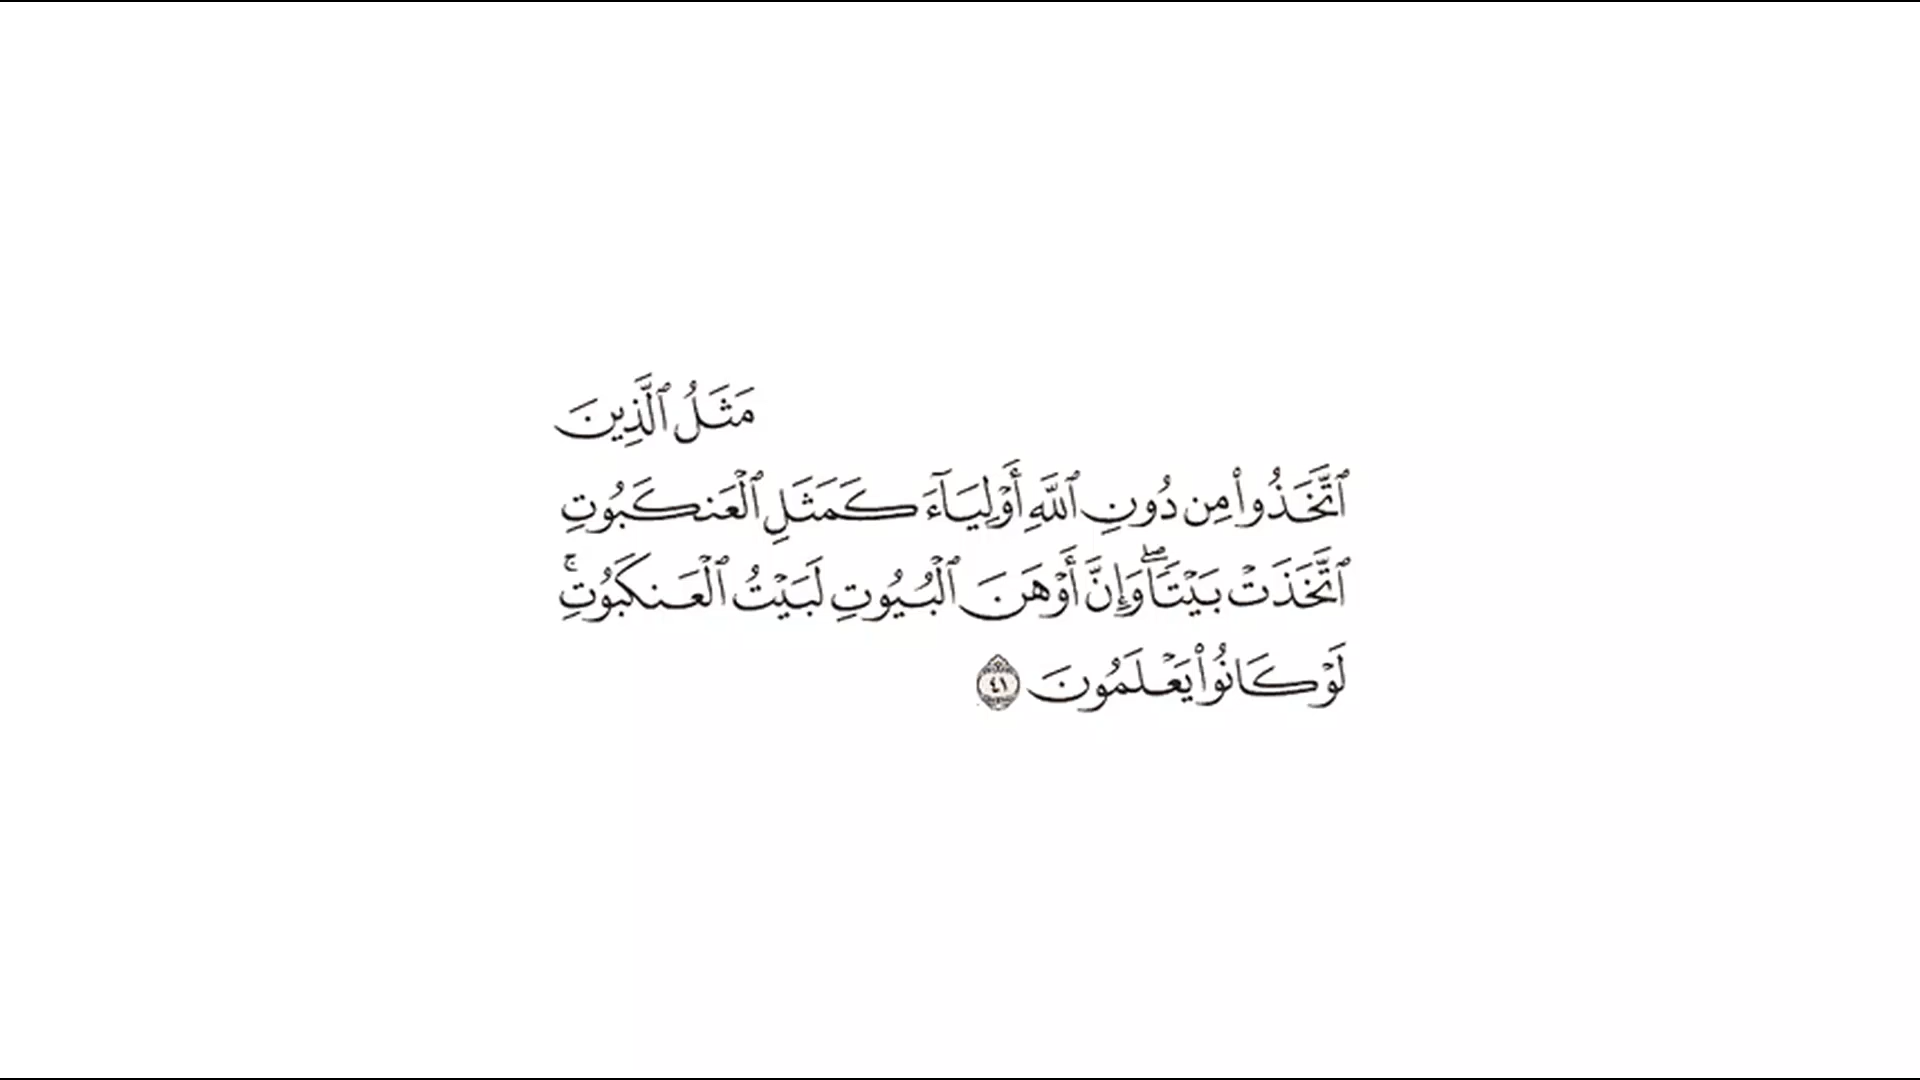 مَثَلُ ٱلَّذِينَ
ٱتَّخَذُوا۟ مِن دُونِ ٱللَّهِ أَوْلِيَآءَ كَمَثَلِ ٱلْعَنكَبُوتِ
ٱتَّخَذَتْ بَيْتًا ۖ وَإِنَّ أَوْهَنَ ٱلْبُيُوتِ لَبَيْتُ ٱلْعَنكَبُوتِ ۚ
لَوْ كَانُوا۟ يَعْلَمُونَ ٤١